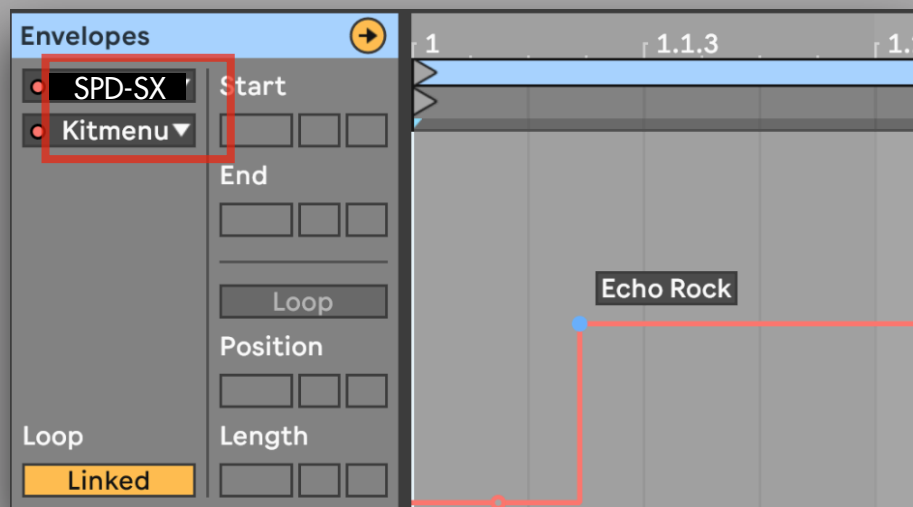 Envelopes
1
1.1.3
SPD-SX
Start
Kitmenu
End
Loop
Position
Echo Rock
Loop
Length
Linked